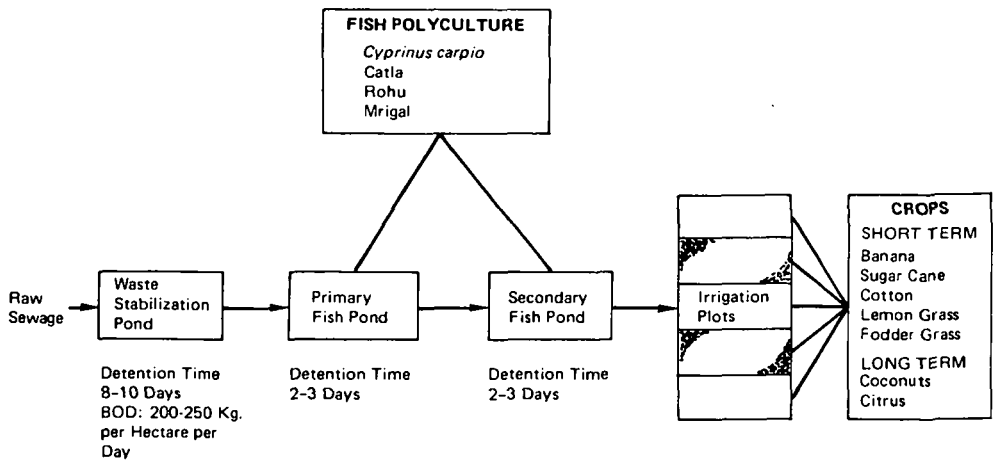 FISH POLYCULTURE
Cyprinus carpio
Catla
Rohu
Mrigal
Raw
Sewage
Waste
Stabilization
Pond
Detention Time
8-10 Days
BOD: 200-250 Kg.
per Hectare per
Day
Primary
Fish Pond
Detention Time
2-3 Days
Secondary
Fish Pond
Detention Time
2-3 Days
Irrigation
Plots
CROPS
SHORT TERM
Banana
Sugar Cane
Cotton
Lemon Grass
Fodder Grass
LONG TERM
Coconuts
Citrus